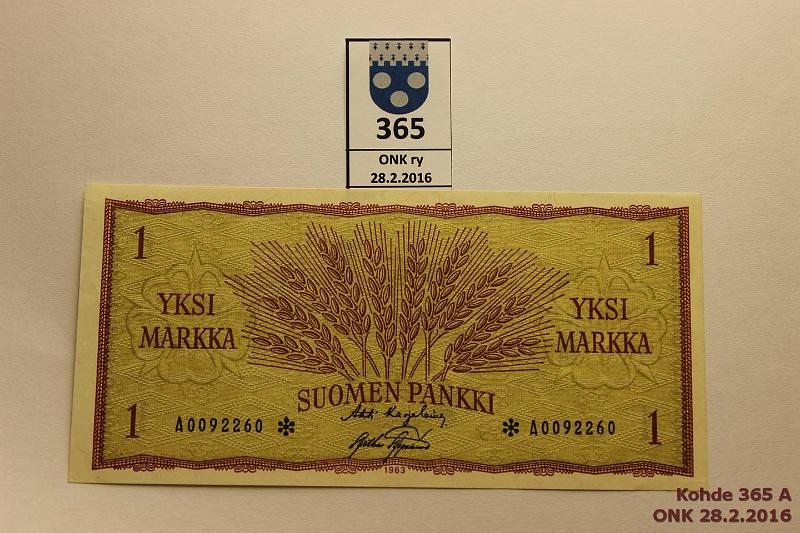 365
ONK ry
28.2.2016
1
1
YKSI
MARKKA
YKSI
MARKKA
SUOMEN PANKKI
1
A0092260 *
* A0092260
1
1963
Kohde 365 A
ONK 28.2.2016